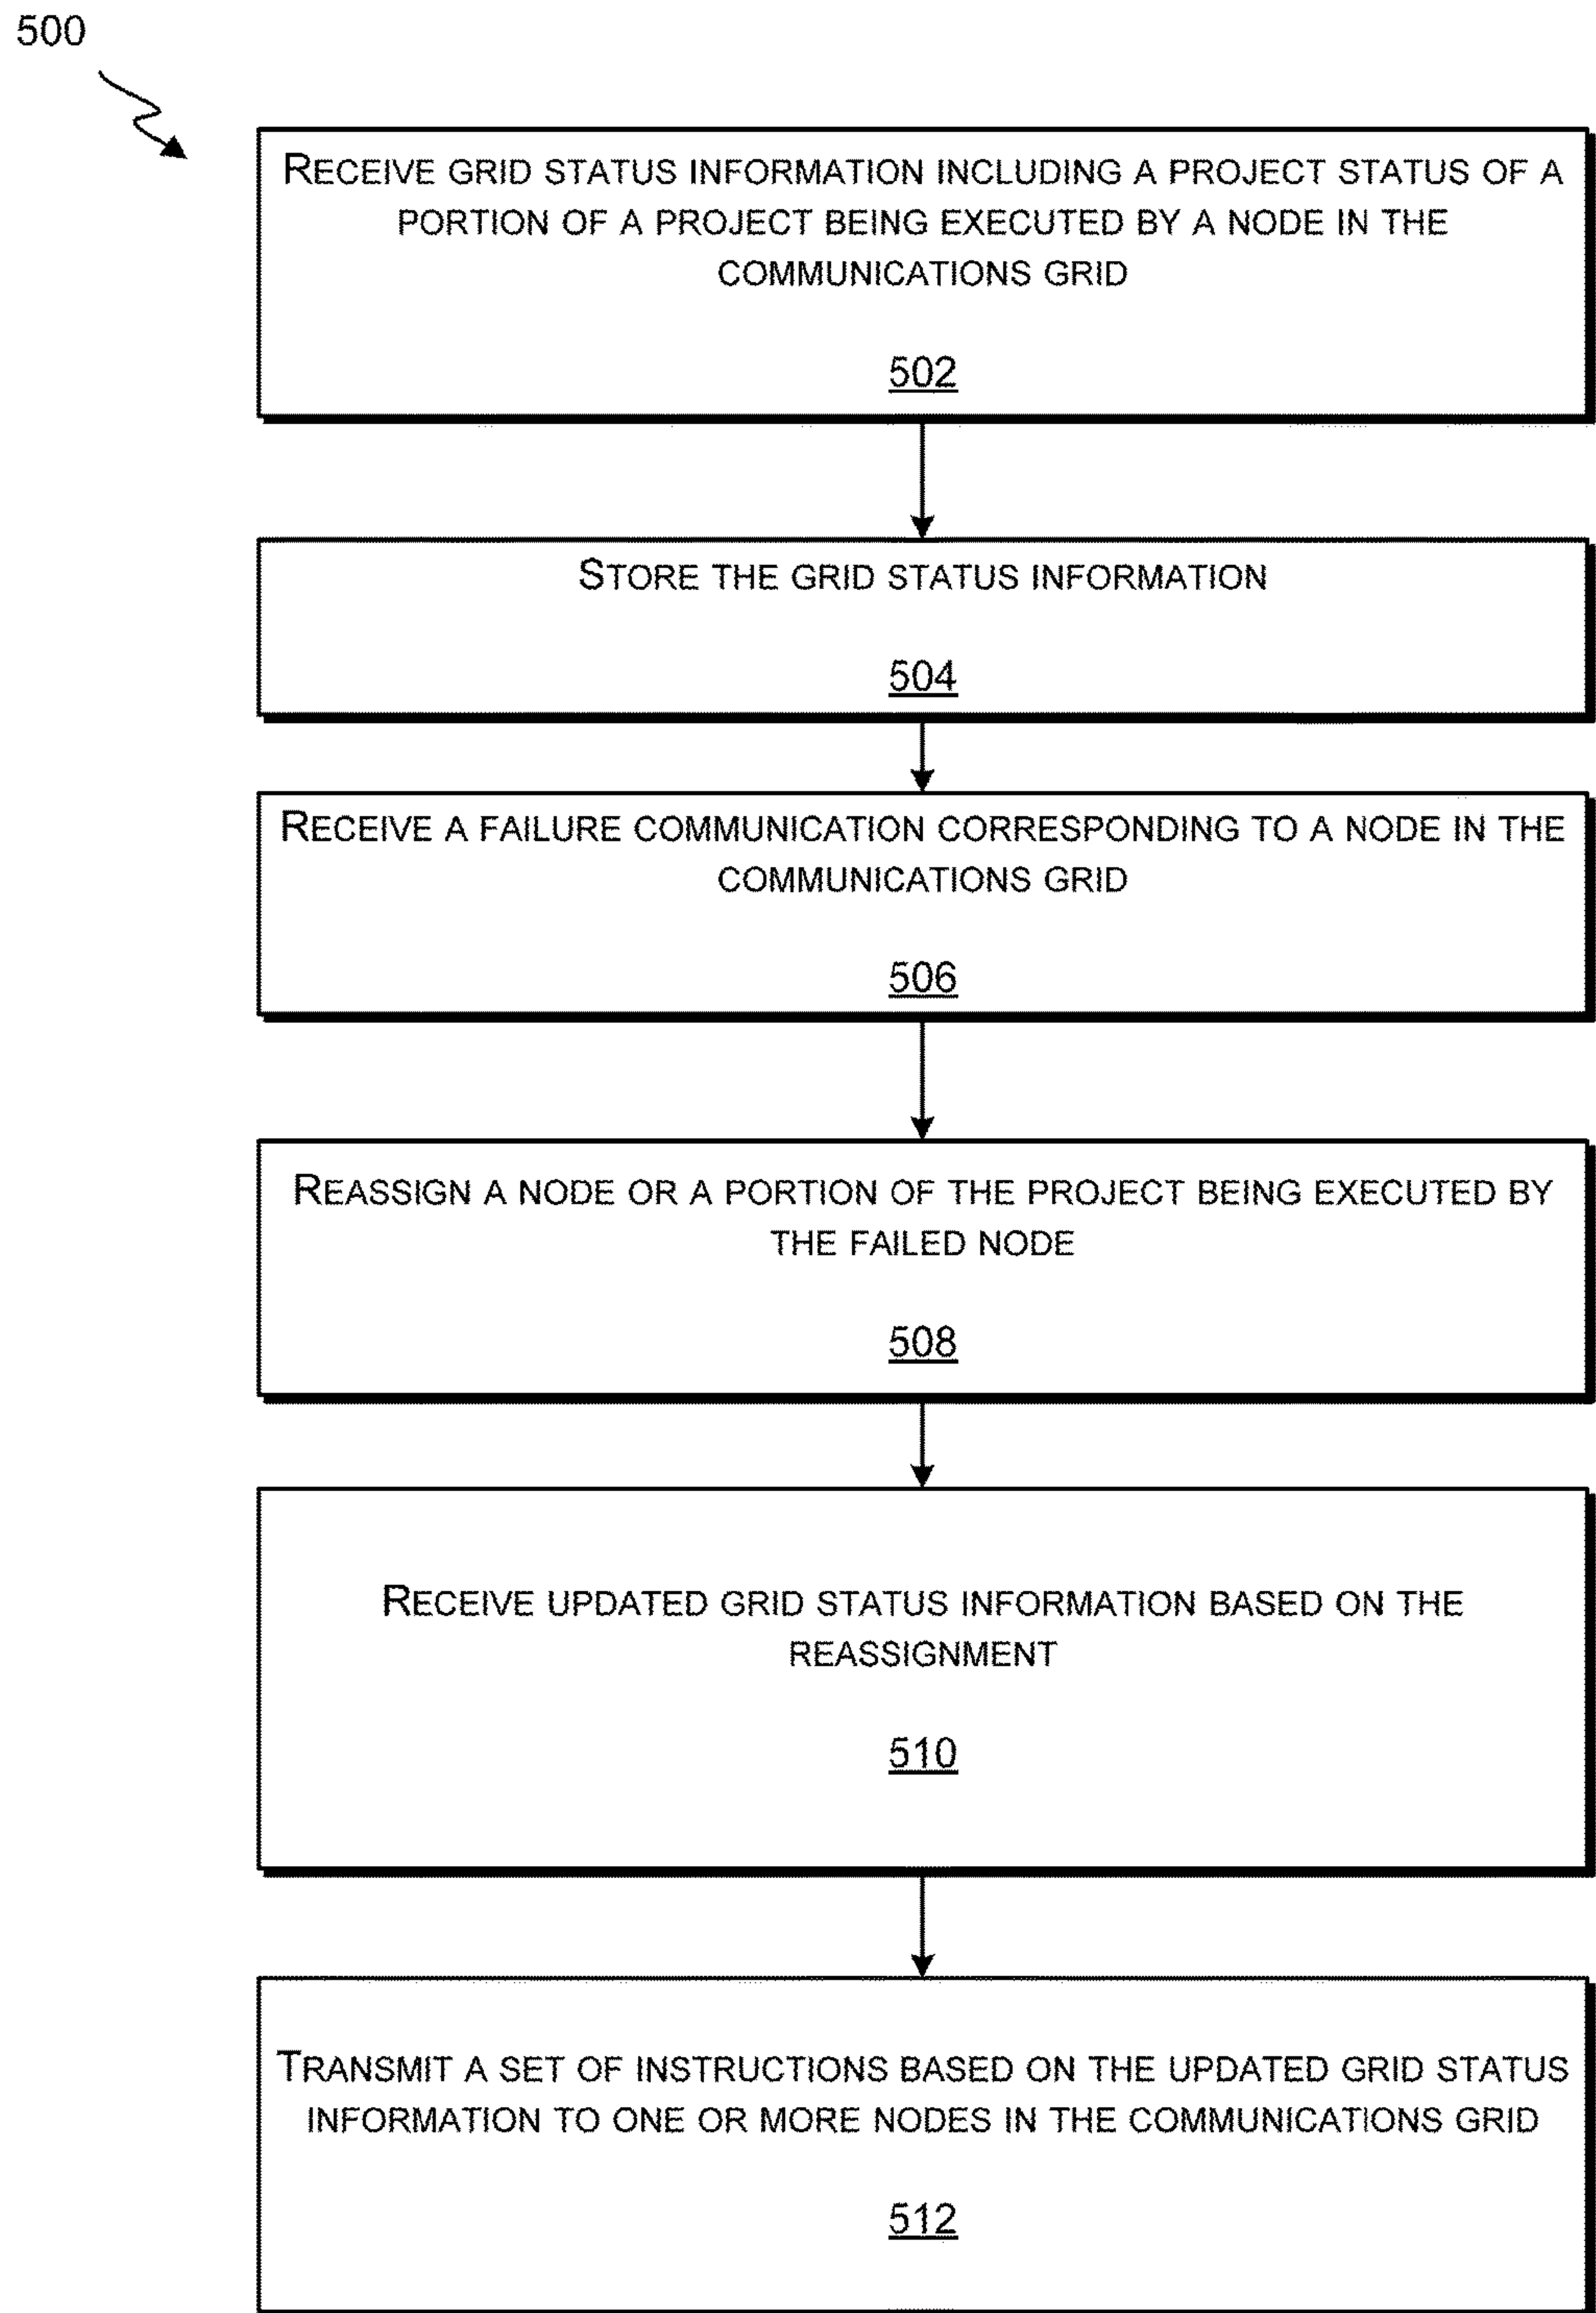 500
RECEIVE GRID STATUS INFORMATION INCLUDING A PROJECT STATUS OF A
PORTION OF A PROJECT BEING EXECUTED BY A NODE IN THE
COMMUNICATIONS GRID
502
STORE THE GRID STATUS INFORMATION
504
RECEIVE A FAILURE COMMUNICATION CORRESPONDING TO A NODE IN THE
COMMUNICATIONS GRID
506
REASSIGN A NODE OR A PORTION OF THE PROJECT BEING EXECUTED BY
THE FAILED NODE
508
RECEIVE UPDATED GRID STATUS INFORMATION BASED ON THE
REASSIGNMENT
510
TRANSMIT A SET OF INSTRUCTIONS BASED ON THE UPDATED GRID STATUS
INFORMATION TO ONE OR MORE NODES IN THE COMMUNICATIONS GRID
512